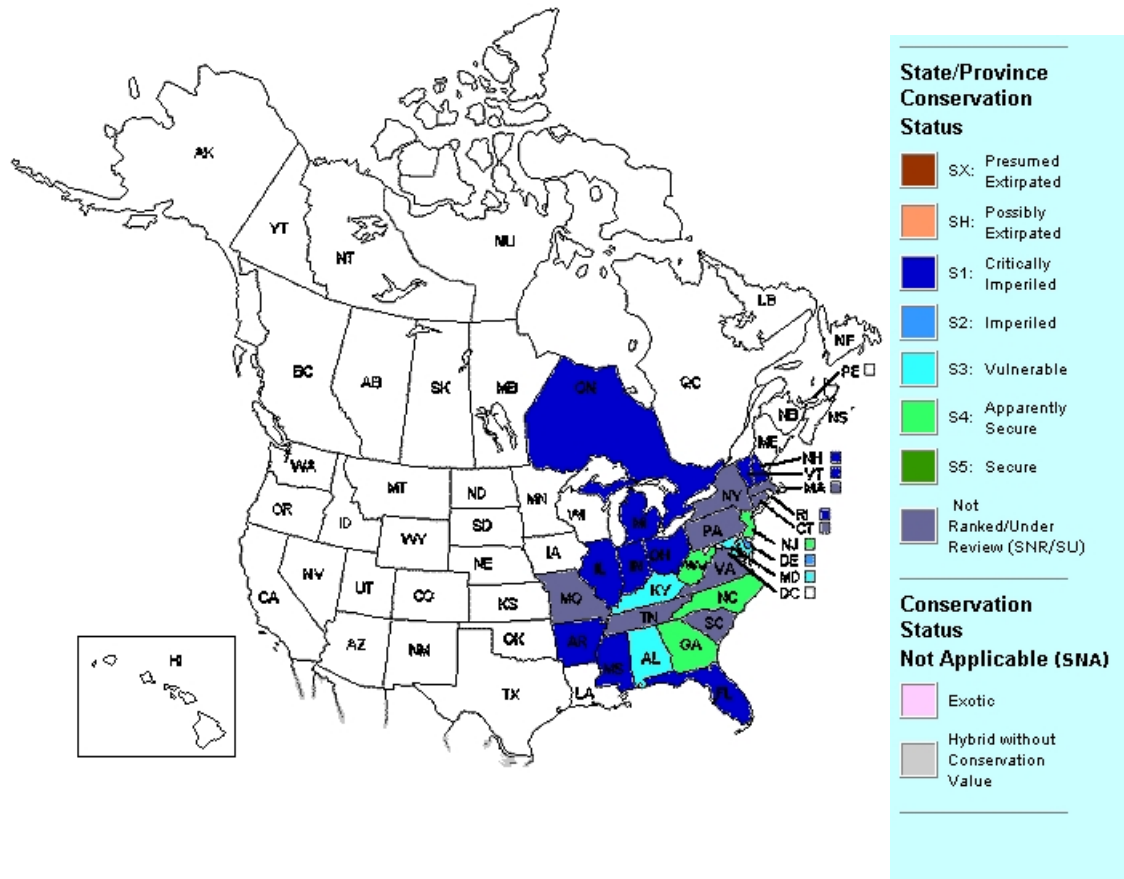 AK
YT
NT
NU
LB
NF
BC
AB
SK
MB
ON
QC
PE
NB
NS
ME
WA
MT
ND
MN
NH
VT
MA
OR
ID
SD
WI
MI
NY
RI
CT
WY
IA
PA
NJ
DE
MD
DC
NE
NV
UT
CO
IL
IN
OH
WV
VA
CA
KS
MO
KY
NC
TN
SC
AZ
NM
OK
AR
MS
AL
GA
HI
TX
LA
FL
State/Province
Conservation
Status
SX: Presumed
Extirpated
SH: Possibly
Extirpated
S1: Critically
Imperiled
S2: Imperiled
S3: Vulnerable
S4: Apparently
Secure
S5: Secure
Not
Ranked/Under
Review (SNR/SU)
Conservation
Status
Not Applicable (SNA)
Exotic
Hybrid without
Conservation
Value